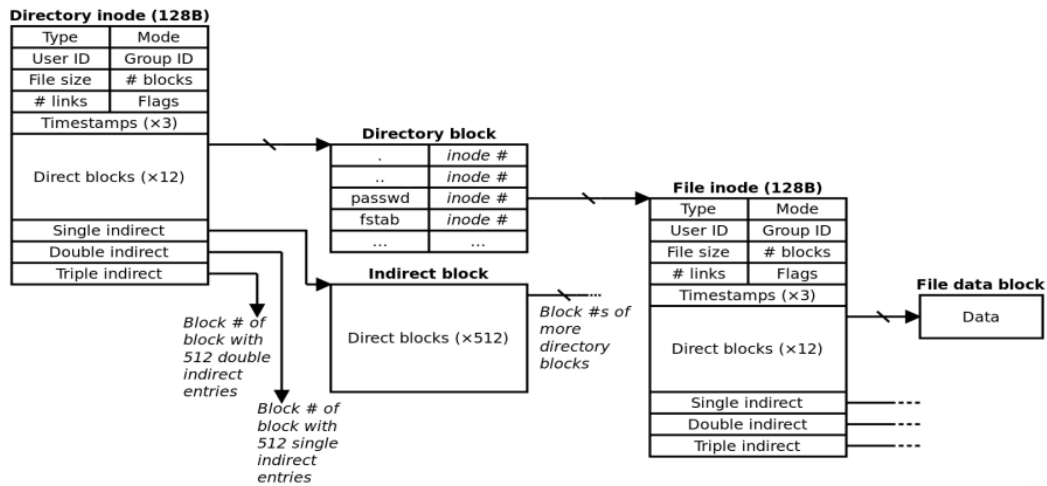 Directory inode (128B)
Type Mode
User ID Group ID
File size # blocks
# links Flags
Timestamps (×3)
Direct blocks (×12)
Single indirect
Double indirect
Triple indirect
Block # of
block with
512 double
indirect
entries
Block # of
block with
512 single
indirect
entries
Directory block
. inode #
.. inode #
passwd inode #
fstab inode #
... ...
Indirect block
Direct blocks (×512)
Block #s of
more
directory
blocks
File inode (128B)
Type Mode
User ID Group ID
File size # blocks
# links Flags
Timestamps (×3)
Direct blocks (×12)
Single indirect
Double indirect
Triple indirect
File data block
Data